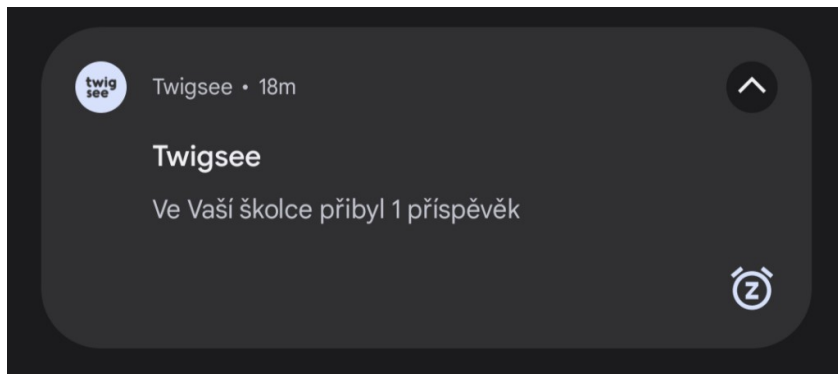 twig
see
Twigsee • 18m
Twigsee
Ve Vaší školce přibyl 1 příspěvěk
z